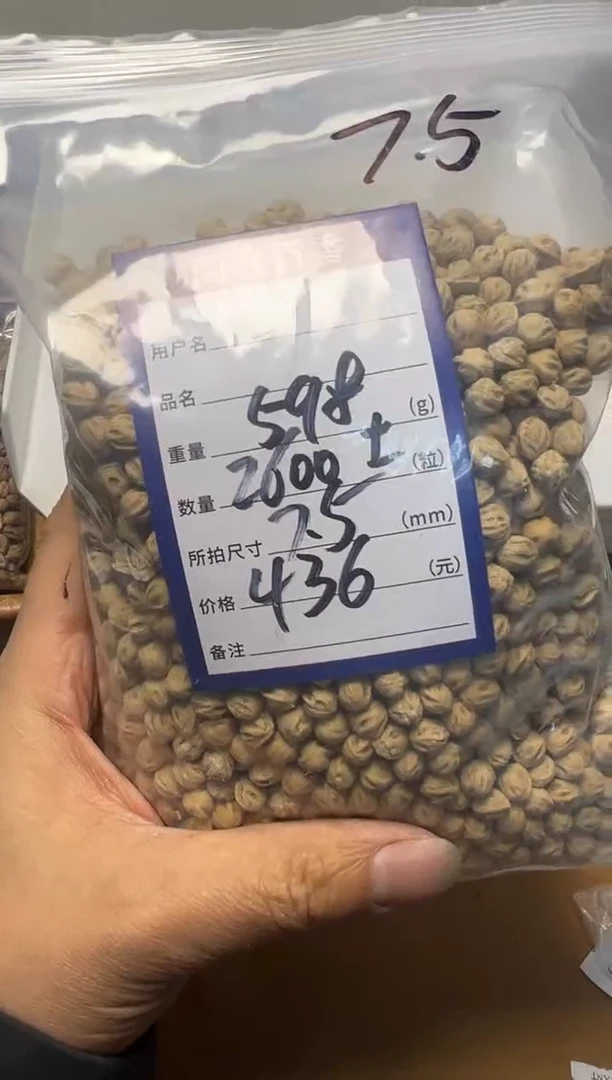 7.5
用户名
品名
重量 598 (g)
数量 2600 ± (粒)
所拍尺寸 7.5 (mm)
价格 436 (元)
备注